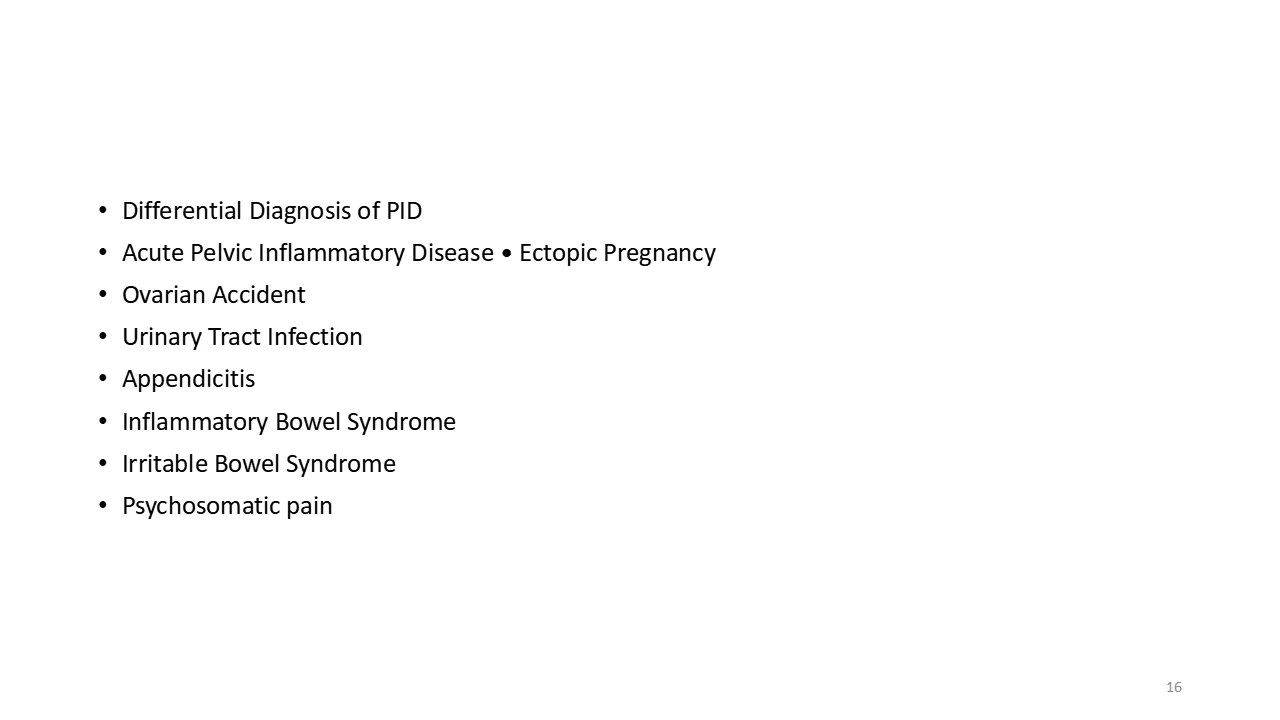 • Differential Diagnosis of PID
• Acute Pelvic Inflammatory Disease • Ectopic Pregnancy
• Ovarian Accident
• Urinary Tract Infection
• Appendicitis
• Inflammatory Bowel Syndrome
• Irritable Bowel Syndrome
• Psychosomatic pain
16